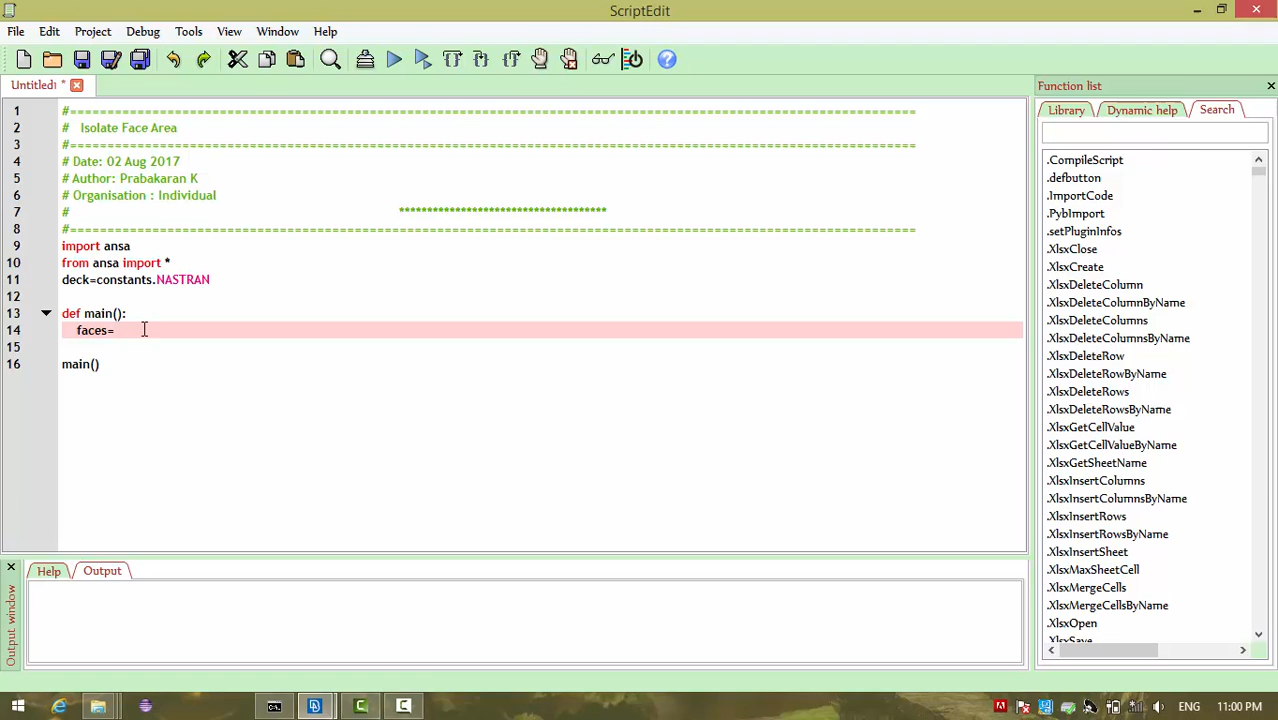 ScriptEdit
File Edit Project Debug Tools View Window Help
Untitled1 *
1 #==========================================================================================
2 # Isolate Face Area
3 #==========================================================================================
4 # Date: 02 Aug 2017
5 # Author: Prabakaran K
6 # Organisation : Individual
7 # *************************************
8 #==========================================================================================
9 import ansa
10 from ansa import *
11 deck=constants.NASTRAN
12
13 def main():
14 faces=
15
16 main()
Function list
Library Dynamic help Search
.CompileScript
.defbutton
.ImportCode
.PybImport
.setPluginInfos
.XlsxClose
.XlsxCreate
.XlsxDeleteColumn
.XlsxDeleteColumnByName
.XlsxDeleteColumns
.XlsxDeleteColumnsByName
.XlsxDeleteRow
.XlsxDeleteRowByName
.XlsxDeleteRows
.XlsxDeleteRowsByName
.XlsxGetCellValue
.XlsxGetCellValueByName
.XlsxGetSheetName
.XlsxInsertColumns
.XlsxInsertColumnsByName
.XlsxInsertRows
.XlsxInsertRowsByName
.XlsxInsertSheet
.XlsxMaxSheetCell
.XlsxMergeCells
.XlsxMergeCellsByName
.XlsxOpen
.XlsxSave
Output window
Help Output
ENG 11:00 PM